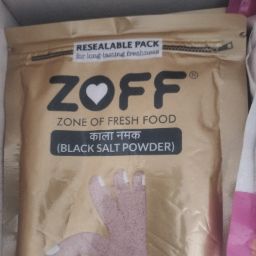 RESEALABLE PACK
for long-lasting freshness
ZOFF®
ZONE OF FRESH FOOD
काला नमक
(BLACK SALT POWDER)